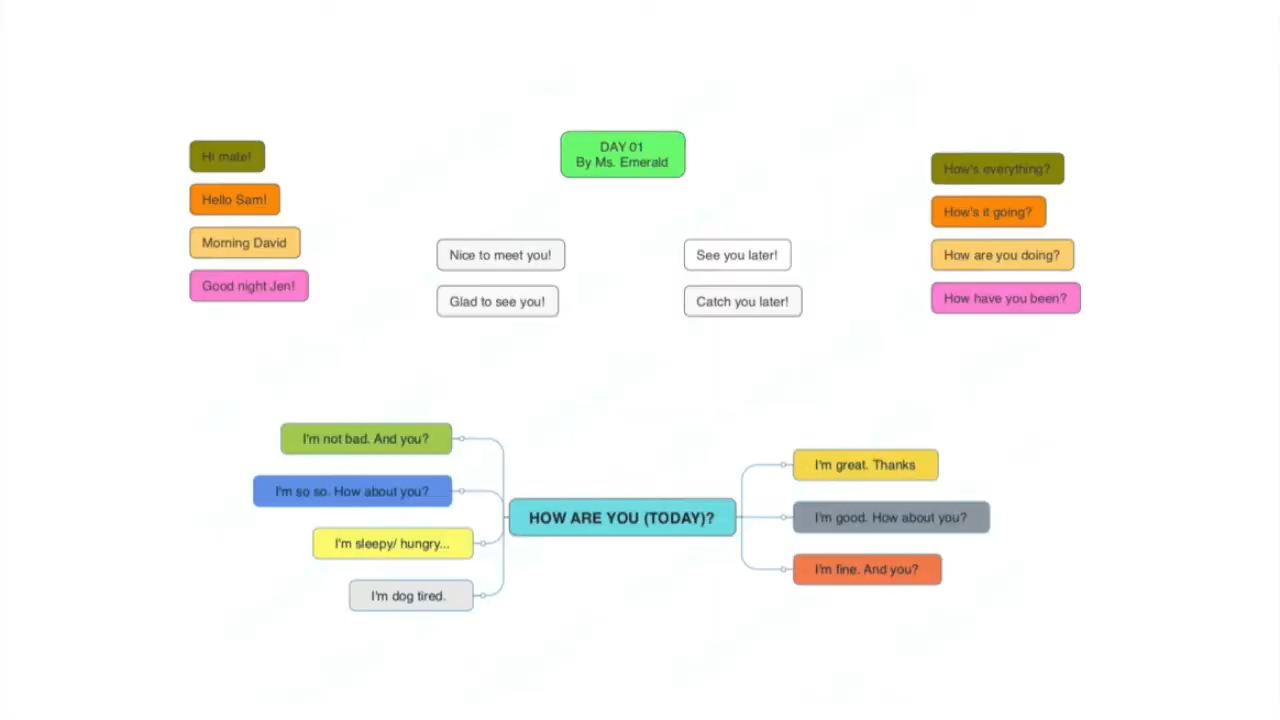 DAY 01
By Ms. Emerald
Hi mate!
Hello Sam!
Morning David
Good night Jen!
Nice to meet you!
Glad to see you!
See you later!
Catch you later!
How's everything?
How's it going?
How are you doing?
How have you been?
HOW ARE YOU (TODAY)?
I'm not bad. And you?
I'm so so. How about you?
I'm sleepy/ hungry...
I'm dog tired.
I'm great. Thanks
I'm good. How about you?
I'm fine. And you?